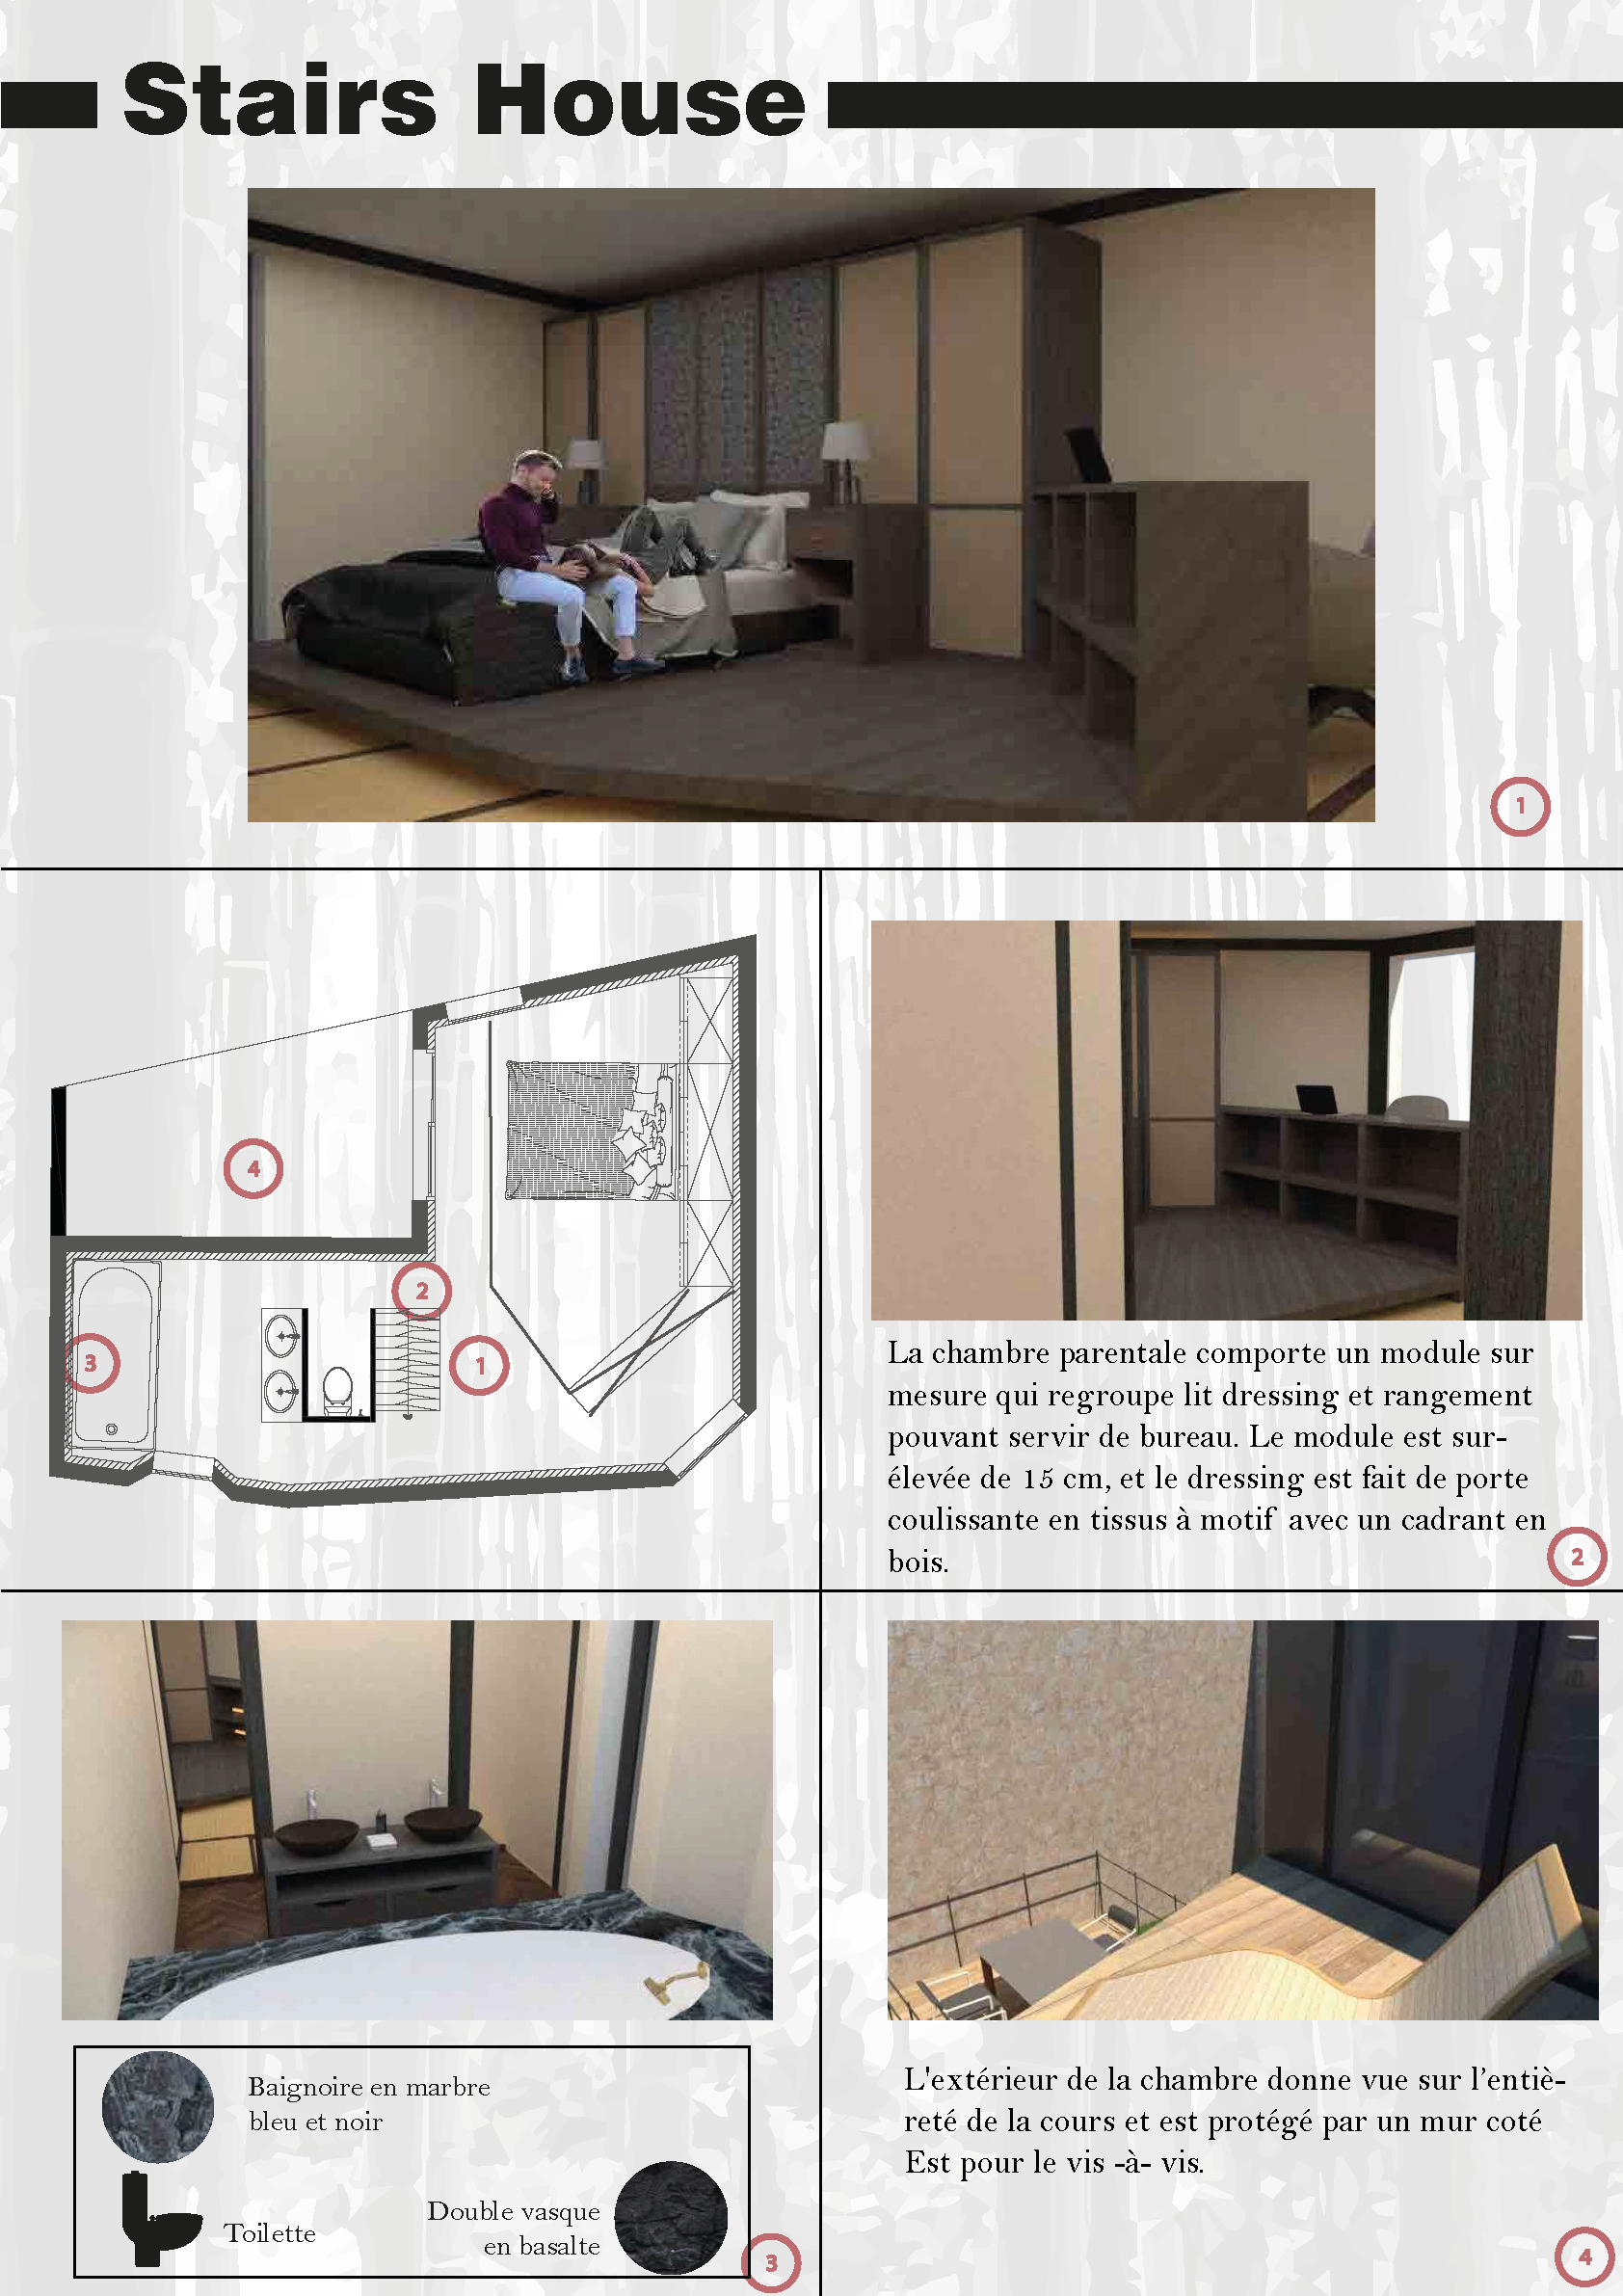 Stairs House
1
4
2
3
1
La chambre parentale comporte un module sur
mesure qui regroupe lit dressing et rangement
pouvant servir de bureau. Le module est sur-
élevée de 15 cm, et le dressing est fait de porte
coulissante en tissus à motif avec un cadrant en
bois.
2
Baignoire en marbre
bleu et noir
Toilette
Double vasque
en basalte
3
L'extérieur de la chambre donne vue sur l’entiè-
reté de la cours et est protégé par un mur coté
Est pour le vis -à- vis.
4